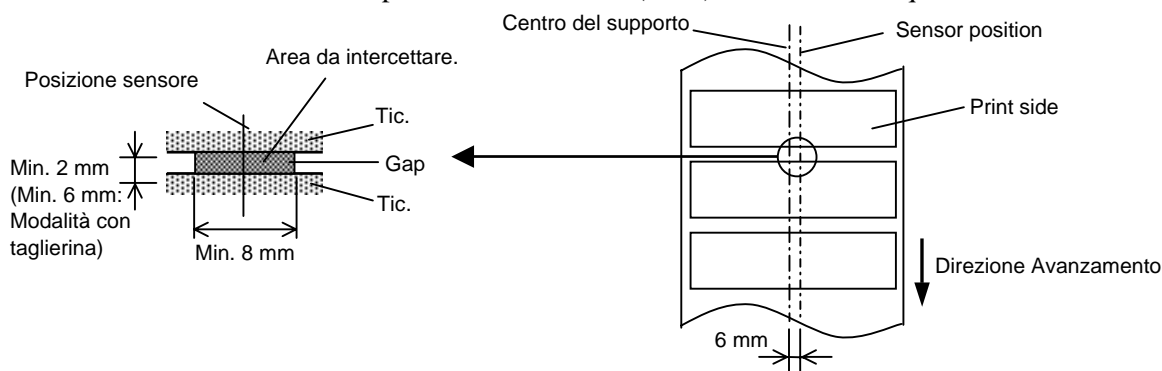 Centro del supporto
Sensor position
Area da intercettare.
Posizione sensore
Print side
Tic.
Gap
Min. 2 mm
(Min. 6 mm:
Modalità con
taglierina)
Tic.
Min. 8 mm
Direzione Avanzamento
6 mm